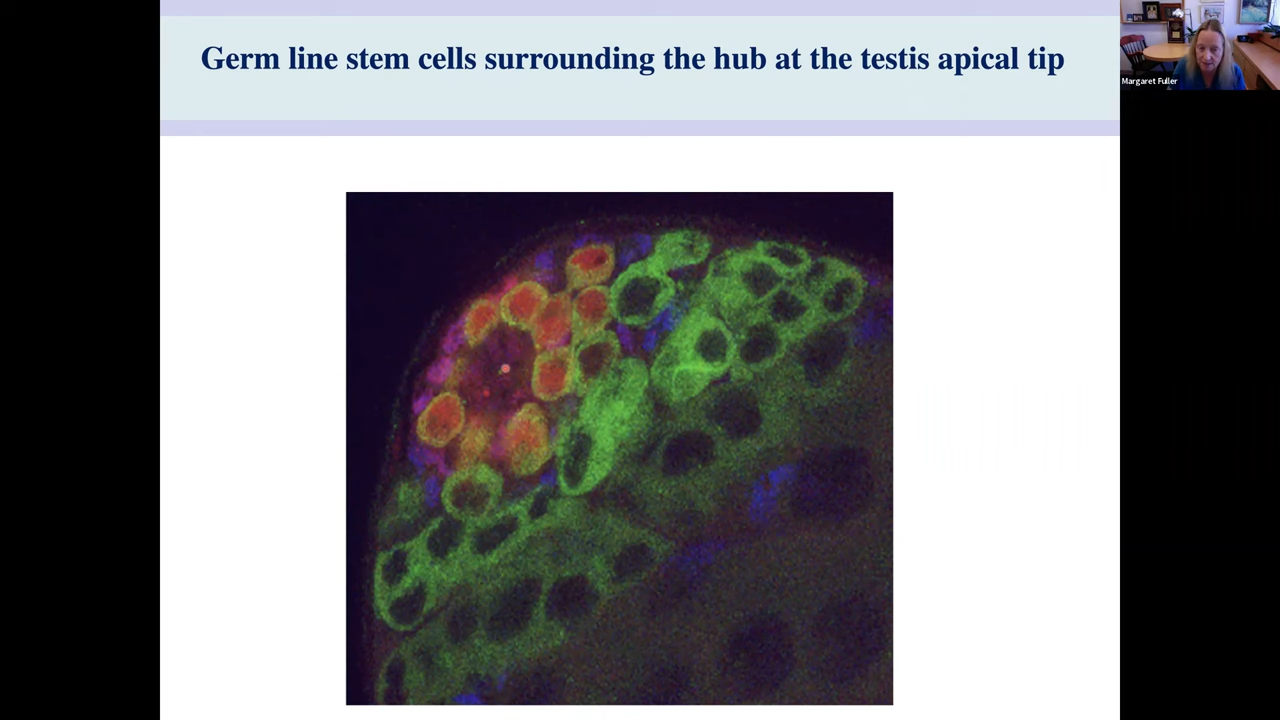 Germ line stem cells surrounding the hub at the testis apical tip
Margaret Fuller